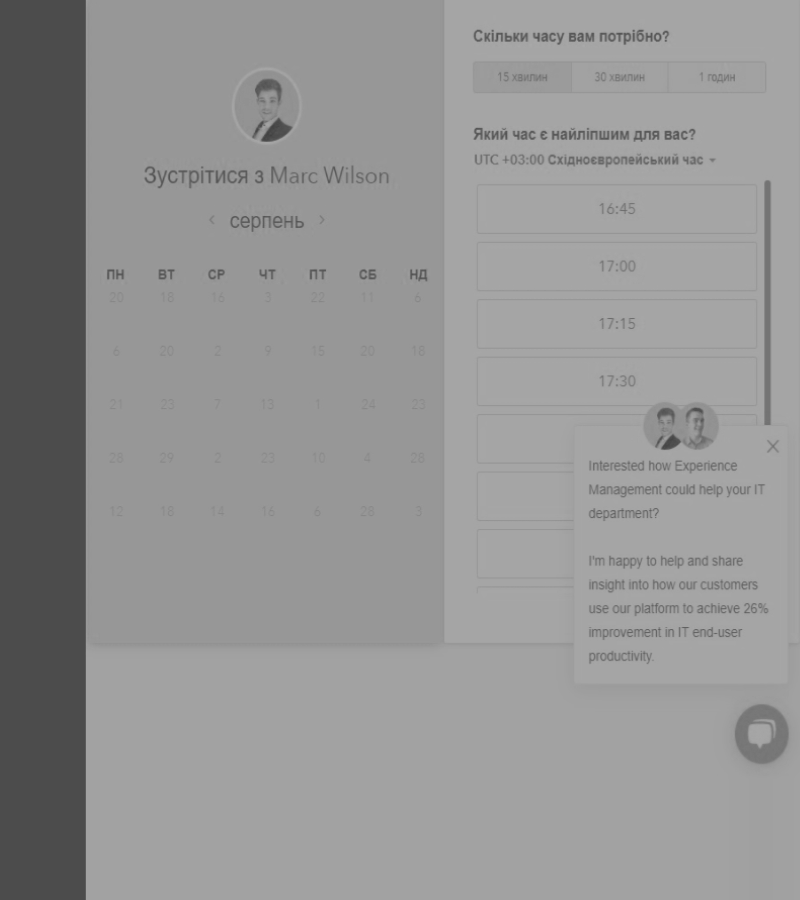 Зустрітися з Marc Wilson
серпень
ПН ВТ СР ЧТ ПТ СБ НД
20 18 16 3 22 11 6
6 20 2 9 15 20 18
21 23 7 13 1 24 23
28 29 2 23 10 4 26
12 18 14 16 6 28 3
Скільки часу вам потрібно?
15 хвилин 30 хвилин 1 годин
Який час є найліпшим для вас?
UTC +03:00 Східноєвропейський час
16:45
17:00
17:15
17:30
Interested how Experience
Management could help your IT
department?
I'm happy to help and share
insight into how our customers
use our platform to achieve 26%
improvement in IT end-user
productivity.